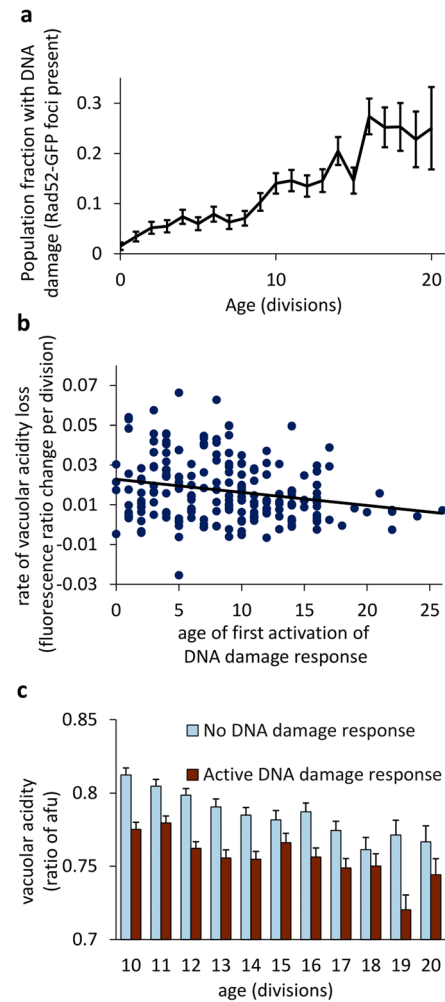 a
Population fraction with DNA
damage (Rad52-GFP foci present)
0.3
0.2
0.1
0
0
10
20
Age (divisions)
b
rate of vacuolar acidity loss
(fluorescence ratio change per division)
0.07
0.05
0.03
0.01
-0.01
-0.03
0 5 10 15 20 25
age of first activation of
DNA damage response
c
vacuolar acidity
(ratio of afu)
0.85
0.8
0.75
0.7
No DNA damage response
Active DNA damage response
10 11 12 13 14 15 16 17 18 19 20
age (divisions)